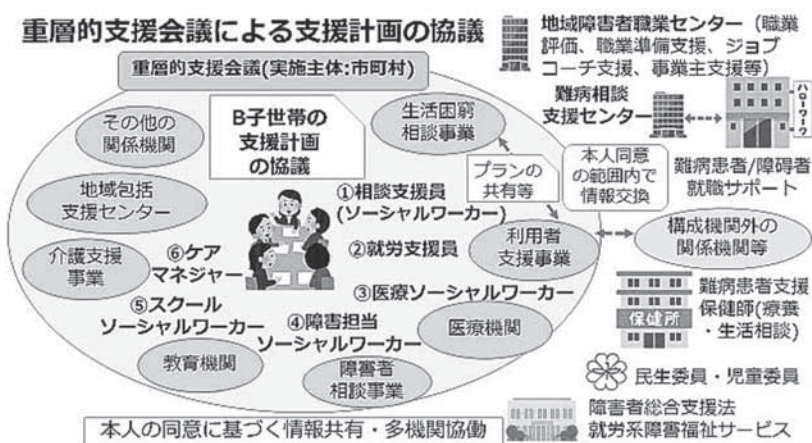 重層的支援会議による支援計画の協議
重層的支援会議(実施主体:市町村)
B子世帯の
支援計画
の協議
生活困窮
相談事業
その他の
関係機関
地域包括
支援センター
介護支援
事業
教育機関
障害者
相談事業
医療機関
利用者
支援事業
プランの
共有等
①相談支援員
(ソーシャルワーカー)
②就労支援員
③医療ソーシャルワーカー
④障害担当
ソーシャルワーカー
⑤スクール
ソーシャルワーカー
⑥ケア
マネジャー
本人の同意に基づく情報共有・多機関協働
地域障害者職業センター（職業
評価、職業準備支援、ジョブ
コーチ支援、事業主支援等）
難病相談
支援センター
ハローワーク
難病患者/障碍者
就職サポート
本人同意
の範囲内で
情報交換
構成機関外の
関係機関等
保健所
難病患者支援
保健師(療養
・生活相談)
民生委員・児童委員
障害者総合支援法
就労系障害福祉サービス